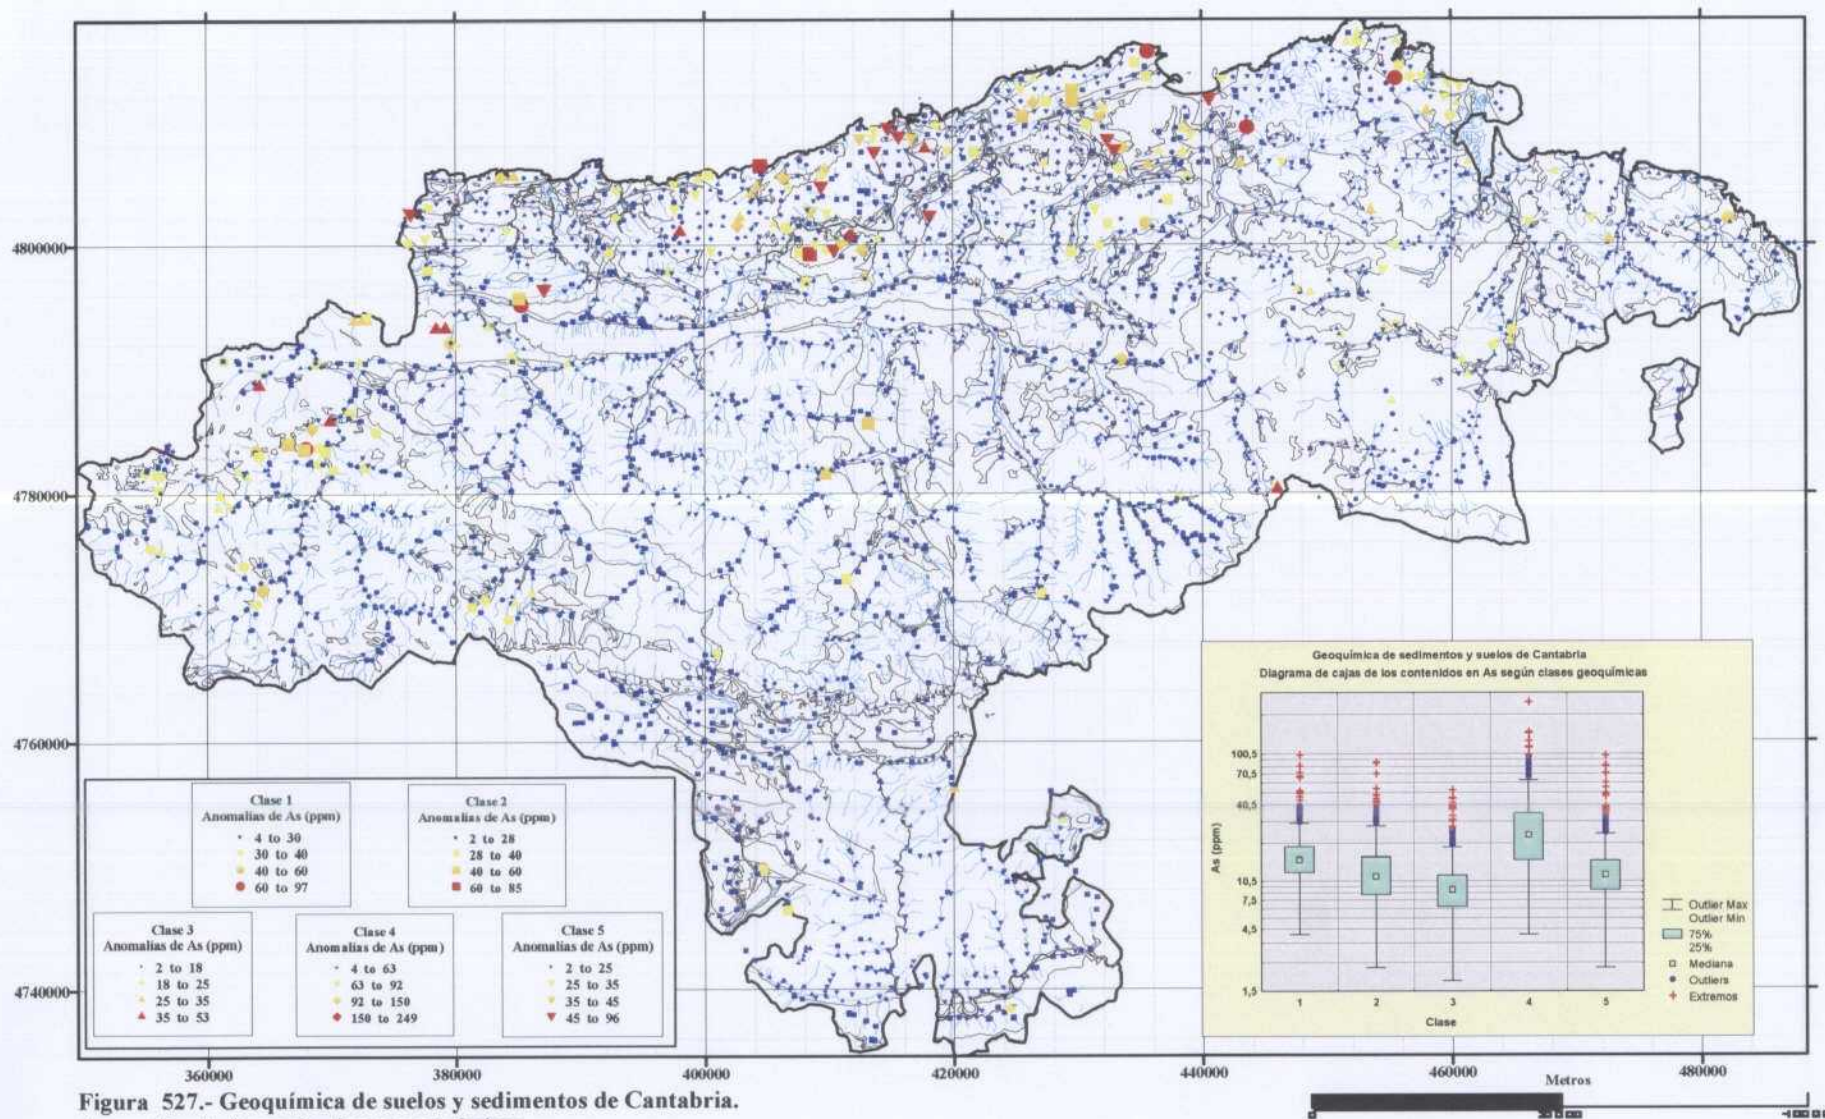 4800000
4780000
4760000
4740000
360000
380000
400000
420000
440000
460000
480000
Metros
Clase 1
Anomalías de As (ppm)
4 to 30
30 to 40
40 to 60
60 to 97
Clase 2
Anomalías de As (ppm)
2 to 28
28 to 40
40 to 60
60 to 85
Clase 3
Anomalías de As (ppm)
2 to 18
18 to 25
25 to 35
35 to 53
Clase 4
Anomalías de As (ppm)
4 to 63
63 to 92
92 to 150
150 to 249
Clase 5
Anomalías de As (ppm)
2 to 25
25 to 35
35 to 45
45 to 96
Geoquímica de sedimentos y suelos de Cantabria
Diagrama de cajas de los contenidos en As según clases geoquímicas
As (ppm)
100,5
70,5
40,5
10,5
7,5
4,5
1,5
1 2 3 4 5
Clase
Outlier Max
Outlier Min
75%
25%
Mediana
Outliers
Extremos
Figura 527.- Geoquímica de suelos y sedimentos de Cantabria.